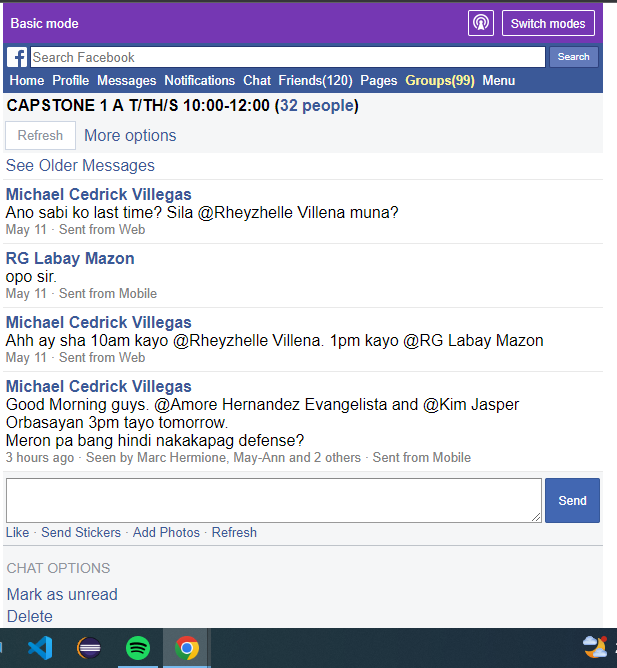 Basic mode
Switch modes
Search Facebook
Search
Home Profile Messages Notifications Chat Friends(120) Pages Groups(99) Menu
CAPSTONE 1 A T/TH/S 10:00-12:00 (32 people)
Refresh
More options
See Older Messages
Michael Cedrick Villegas
Ano sabi ko last time? Sila @Rheyzhelle Villena muna?
May 11 · Sent from Web
RG Labay Mazon
opo sir.
May 11 · Sent from Mobile
Michael Cedrick Villegas
Ahh ay sha 10am kayo @Rheyzhelle Villena. 1pm kayo @RG Labay Mazon
May 11 · Sent from Web
Michael Cedrick Villegas
Good Morning guys. @Amore Hernandez Evangelista and @Kim Jasper
Orbasayan 3pm tayo tomorrow.
Meron pa bang hindi nakakapag defense?
3 hours ago · Seen by Marc Hermione, May-Ann and 2 others · Sent from Mobile
Send
Like · Send Stickers · Add Photos · Refresh
CHAT OPTIONS
Mark as unread
Delete